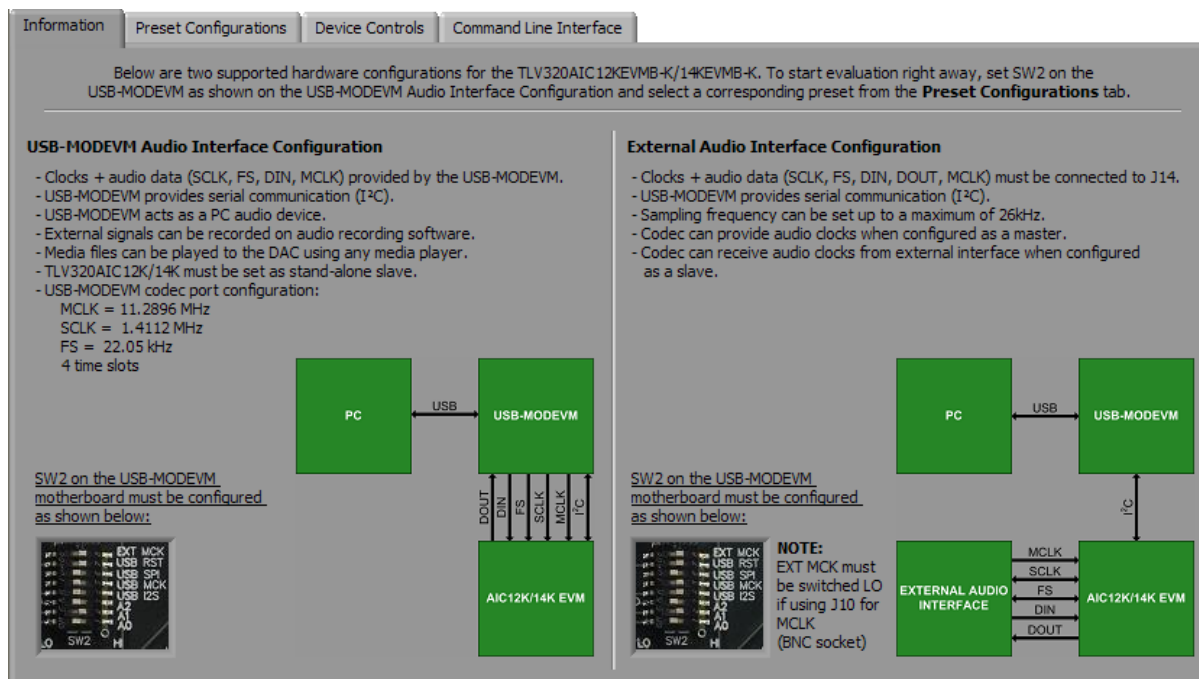 Information
Preset Configurations
Device Controls
Command Line Interface
Below are two supported hardware configurations for the TLV320AIC12KEVMB-K/14KEVMB-K. To start evaluation right away, set SW2 on the
USB-MODEVM as shown on the USB-MODEVM Audio Interface Configuration and select a corresponding preset from the Preset Configurations tab.
USB-MODEVM Audio Interface Configuration
- Clocks + audio data (SCLK, FS, DIN, MCLK) provided by the USB-MODEVM.
- USB-MODEVM provides serial communication (I²C).
- USB-MODEVM acts as a PC audio device.
- External signals can be recorded on audio recording software.
- Media files can be played to the DAC using any media player.
- TLV320AIC12K/14K must be set as stand-alone slave.
- USB-MODEVM codec port configuration:
MCLK = 11.2896 MHz
SCLK = 1.4112 MHz
FS = 22.05 kHz
4 time slots
PC
USB
USB-MODEVM
DOUT
DIN
FS
SCLK
MCLK
I²C
AIC12K/14K EVM
SW2 on the USB-MODEVM
motherboard must be configured
as shown below:
EXT MCK
USB RST
USB SPI
USB MCK
USB I2S
A2
A1
A0
LO
SW2
HI
External Audio Interface Configuration
- Clocks + audio data (SCLK, FS, DIN, DOUT, MCLK) must be connected to J14.
- USB-MODEVM provides serial communication (I²C).
- Sampling frequency can be set up to a maximum of 26kHz.
- Codec can provide audio clocks when configured as a master.
- Codec can receive audio clocks from external interface when configured
as a slave.
PC
USB
USB-MODEVM
I²C
SW2 on the USB-MODEVM
motherboard must be configured
as shown below:
EXT MCK
USB RST
USB SPI
USB MCK
USB I2S
A2
A1
A0
LO
SW2
HI
NOTE:
EXT MCK must
be switched LO
if using J10 for
MCLK
(BNC socket)
EXTERNAL AUDIO
INTERFACE
MCLK
SCLK
FS
DIN
DOUT
AIC12K/14K EVM